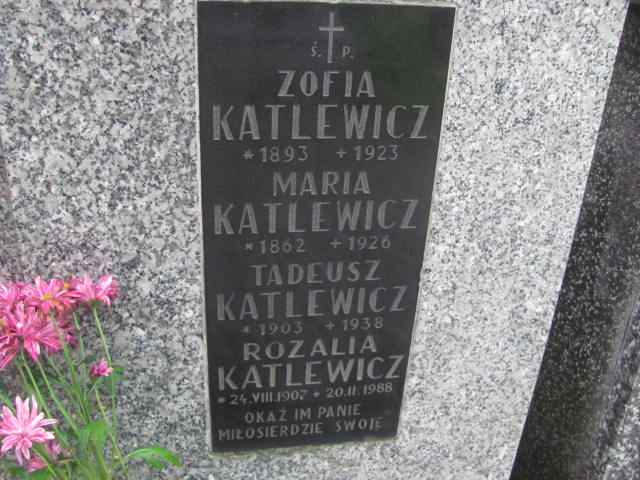 Ś. P.
ZOFIA
KATLEWICZ
* 1893 + 1923
MARIA
KATLEWICZ
* 1862 + 1926
TADEUSZ
KATLEWICZ
* 1903 + 1938
ROZALIA
KATLEWICZ
* 24.VIII.1907 + 20.II.1988
OKAŻ IM PANIE
MIŁOSIERDZIE SWOJE